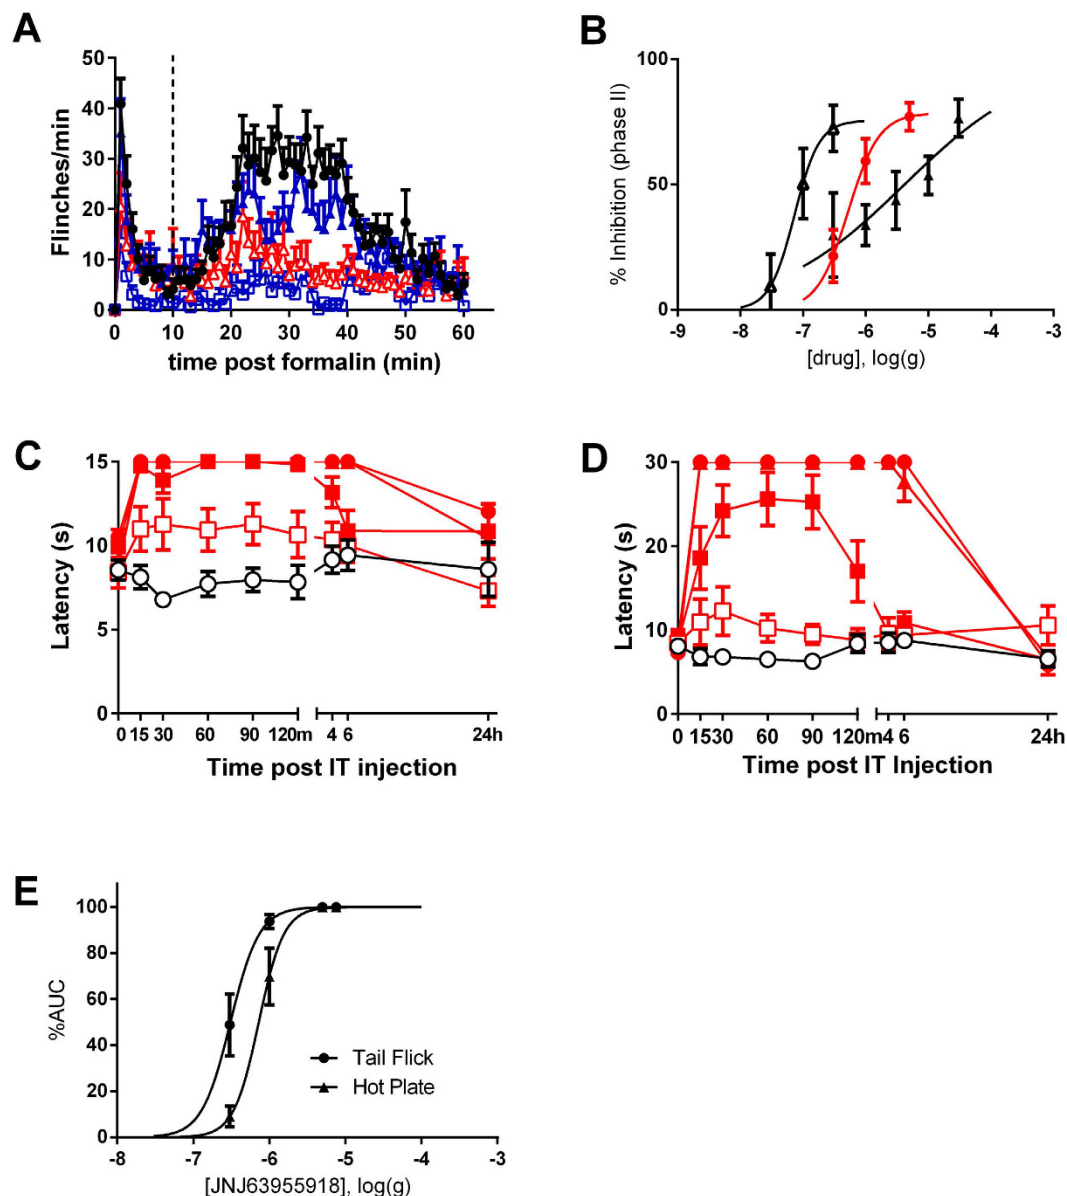 A
Flinches/min
50
40
30
20
10
0
0 10 20 30 40 50 60
time post formalin (min)
B
% Inhibition (phase II)
100
50
0
-9 -8 -7 -6 -5 -4 -3
[drug], log(g)
C
Latency (s)
15
10
5
0
0 15 30 60 90 120m 4 6 24h
Time post IT injection
D
Latency (s)
30
20
10
0
0 15 30 60 90 120m 4 6 24h
Time post IT Injection
E
%AUC
100
80
60
40
20
0
Tail Flick
Hot Plate
-8 -7 -6 -5 -4 -3
[JNJ63955918], log(g)